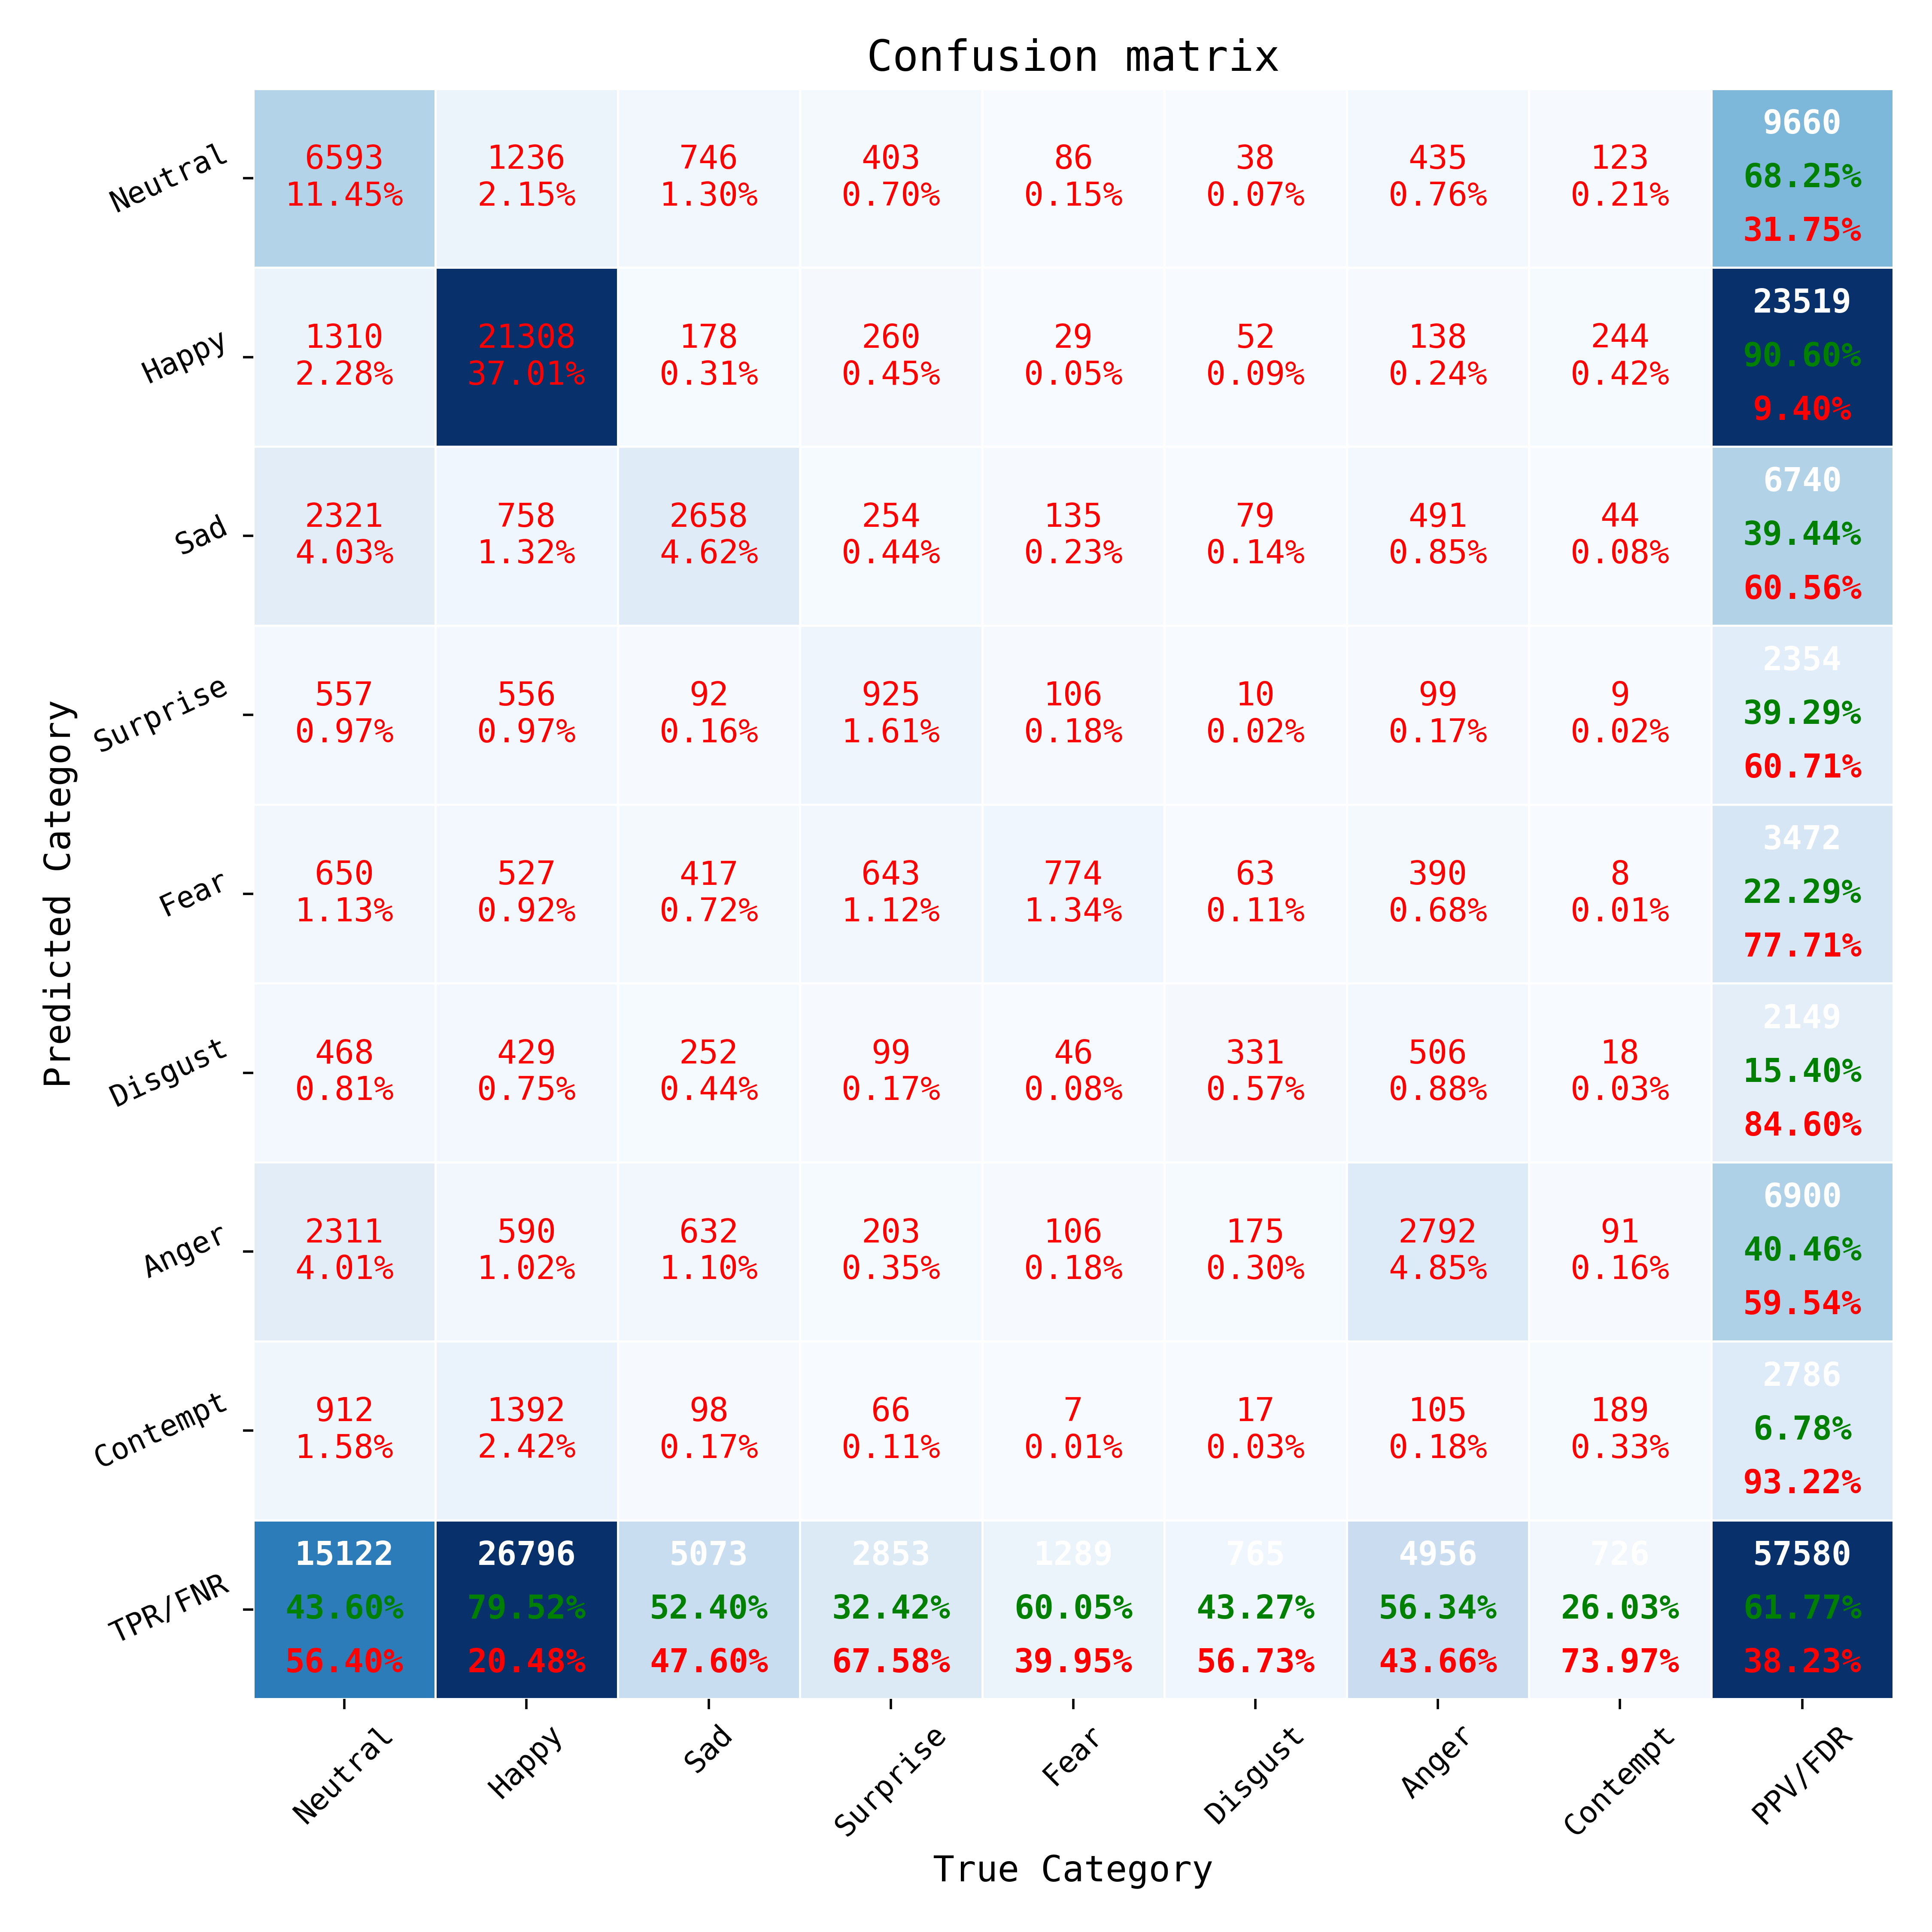 Confusion matrix
Neutral
6593 1236 746 403 86 38 435 123 9660
11.45% 2.15% 1.30% 0.70% 0.15% 0.07% 0.76% 0.21% 68.25%
31.75%
Happy
1310 21308 178 260 29 52 138 244 23519
2.28% 37.01% 0.31% 0.45% 0.05% 0.09% 0.24% 0.42% 90.60%
9.40%
Sad
2321 758 2658 254 135 79 491 44 6740
4.03% 1.32% 4.62% 0.44% 0.23% 0.14% 0.85% 0.08% 39.44%
60.56%
Surprise
557 556 92 925 106 10 99 9 2354
0.97% 0.97% 0.16% 1.61% 0.18% 0.02% 0.17% 0.02% 39.29%
60.71%
Fear
650 527 417 643 774 63 390 8 3472
1.13% 0.92% 0.72% 1.12% 1.34% 0.11% 0.68% 0.01% 22.29%
77.71%
Disgust
468 429 252 99 46 331 506 18 2149
0.81% 0.75% 0.44% 0.17% 0.08% 0.57% 0.88% 0.03% 15.40%
84.60%
Anger
2311 590 632 203 106 175 2792 91 6900
4.01% 1.02% 1.10% 0.35% 0.18% 0.30% 4.85% 0.16% 40.46%
59.54%
Contempt
912 1392 98 66 7 17 105 189 2786
1.58% 2.42% 0.17% 0.11% 0.01% 0.03% 0.18% 0.33% 6.78%
93.22%
TPR/FNR
15122 26796 5073 2853 1289 765 4956 726 57580
43.60% 79.52% 52.40% 32.42% 60.05% 43.27% 56.34% 26.03% 61.77%
56.40% 20.48% 47.60% 67.58% 39.95% 56.73% 43.66% 73.97% 38.23%
Neutral Happy Sad Surprise Fear Disgust Anger Contempt PPV/FDR
True Category
Predicted Category